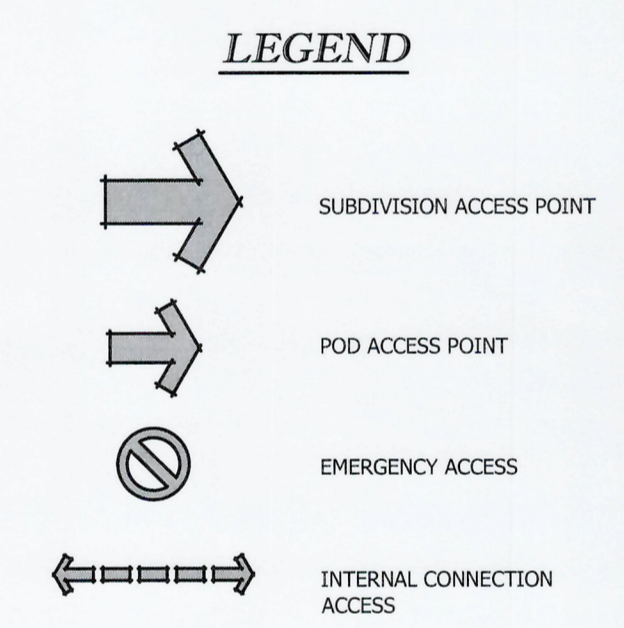 LEGEND
SUBDIVISION ACCESS POINT
POD ACCESS POINT
EMERGENCY ACCESS
INTERNAL CONNECTION
ACCESS